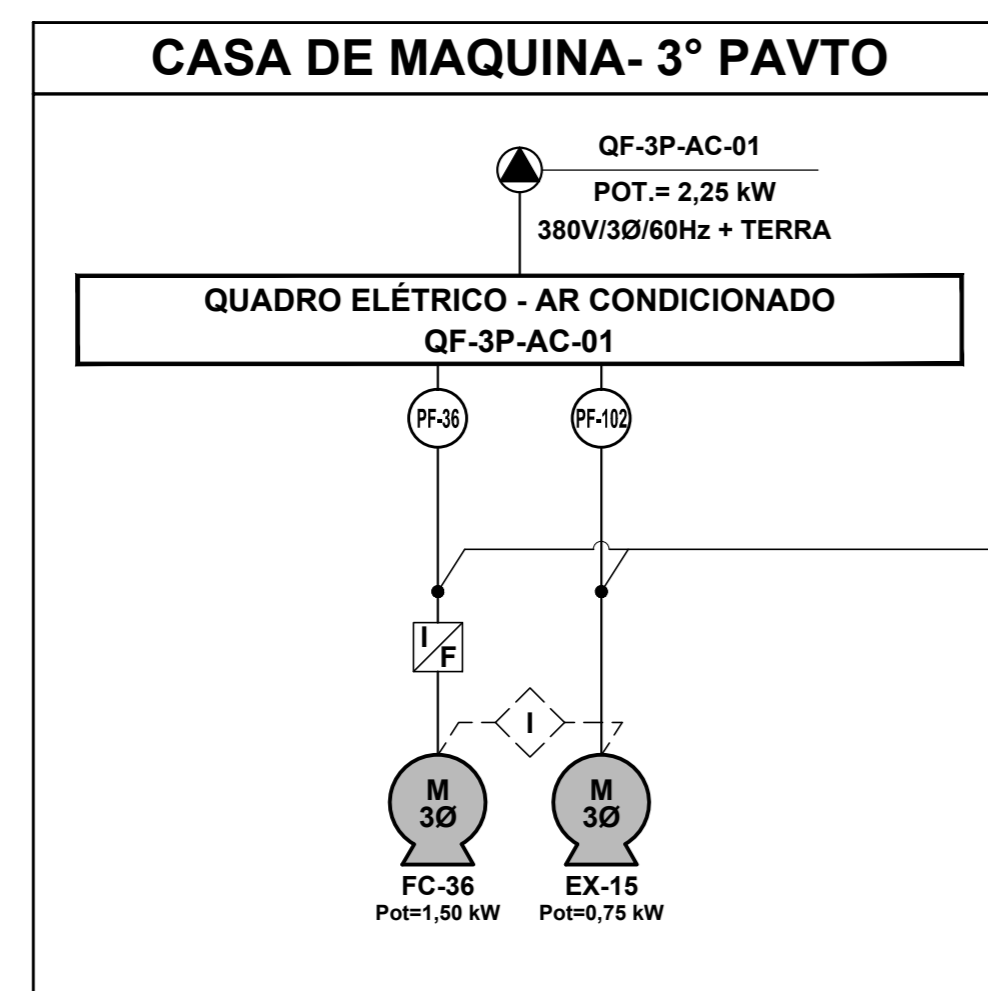 CASA DE MAQUINA- 3° PAVTO
QF-3P-AC-01
POT.= 2,25 kW
380V/3Ø/60Hz + TERRA
QUADRO ELÉTRICO - AR CONDICIONADO
QF-3P-AC-01
PF-36 PF-102
I/F
I
M M
3Ø 3Ø
FC-36 EX-15
Pot=1,50 kW Pot=0,75 kW